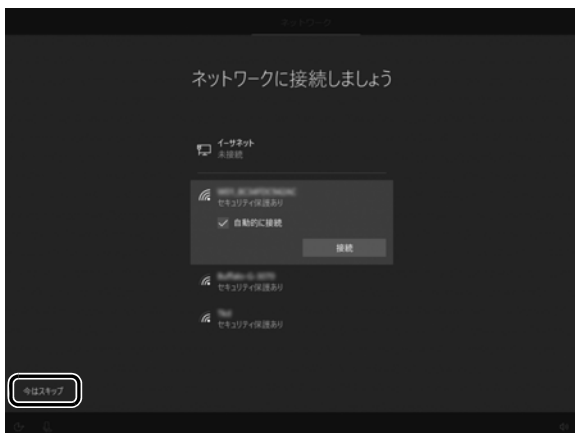 ネットワーク
ネットワークに接続しましょう
イーサネット
未接続
セキュリティ保護あり
自動的に接続
接続
セキュリティ保護あり
セキュリティ保護あり
今はスキップ